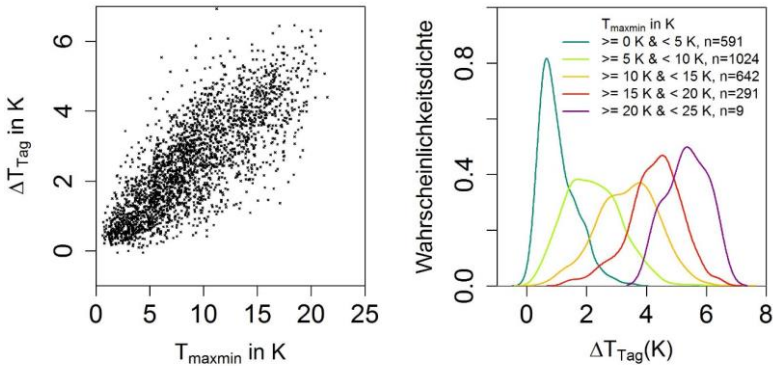 ΔT_Tag in K
6
4
2
0
0 5 10 15 20 25
T_maxmin in K
Wahrscheinlichkeitsdichte
0.8
0.4
0.0
T_maxmin in K
>= 0 K & < 5 K, n=591
>= 5 K & < 10 K, n=1024
>= 10 K & < 15 K, n=642
>= 15 K & < 20 K, n=291
>= 20 K & < 25 K, n=9
0 2 4 6 8
ΔT_Tag(K)